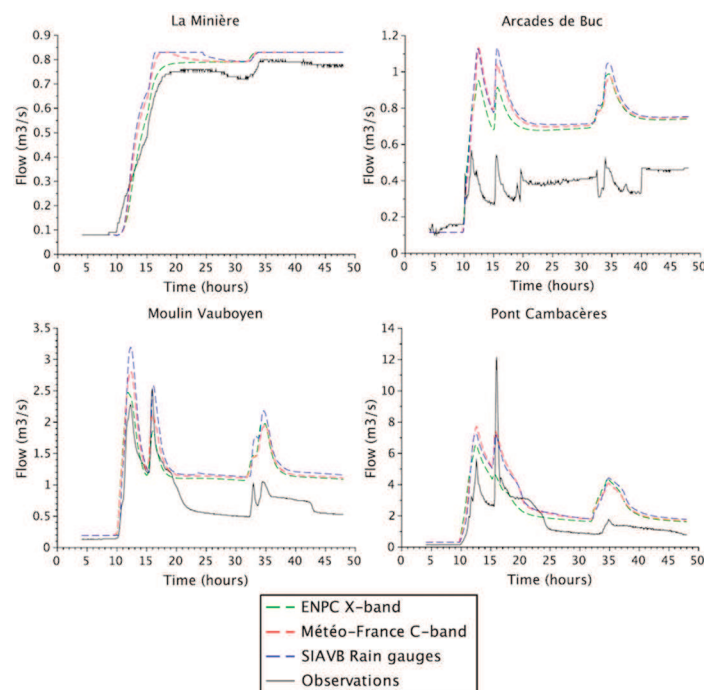 La Minière
Flow (m3/s)
0.9
0.8
0.7
0.6
0.5
0.4
0.3
0.2
0.1
0
0 5 10 15 20 25 30 35 40 45 50
Time (hours)
Arcades de Buc
Flow (m3/s)
1.2
1
0.8
0.6
0.4
0.2
0
0 5 10 15 20 25 30 35 40 45 50
Time (hours)
Moulin Vauboyen
Flow (m3/s)
3.5
3
2.5
2
1.5
1
0.5
0
0 5 10 15 20 25 30 35 40 45 50
Time (hours)
Pont Cambacères
Flow (m3/s)
14
12
10
8
6
4
2
0
0 5 10 15 20 25 30 35 40 45 50
Time (hours)
ENPC X-band
Météo-France C-band
SIAVB Rain gauges
Observations